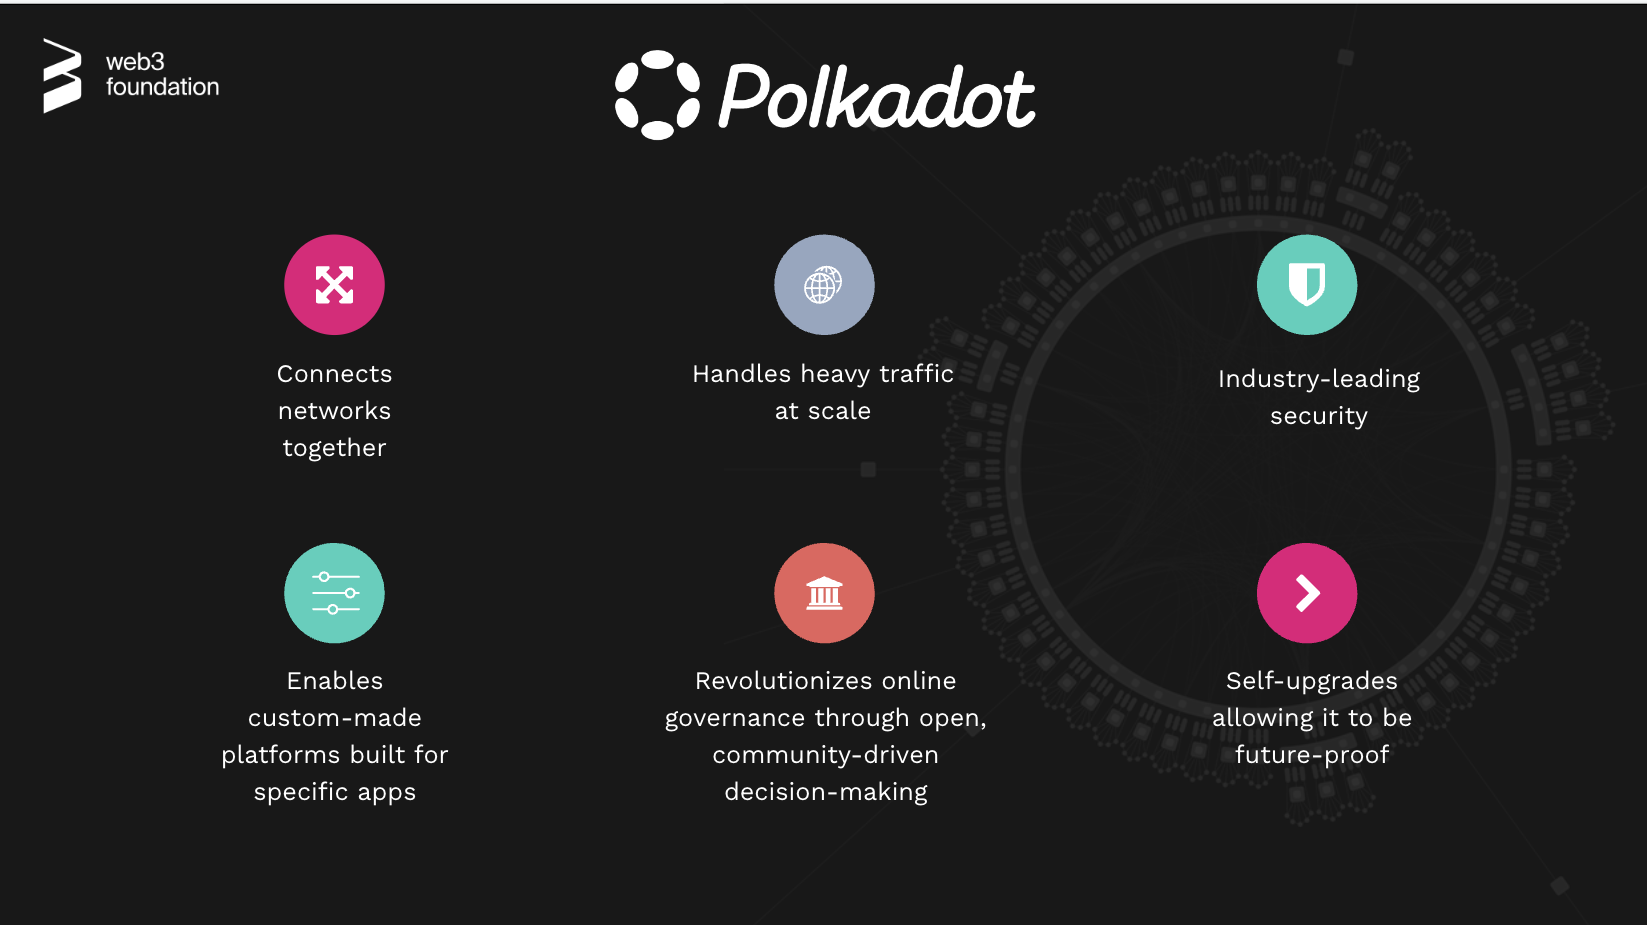 web3
foundation
Polkadot
Connects
networks
together
Handles heavy traffic
at scale
Industry-leading
security
Enables
custom-made
platforms built for
specific apps
Revolutionizes online
governance through open,
community-driven
decision-making
Self-upgrades
allowing it to be
future-proof